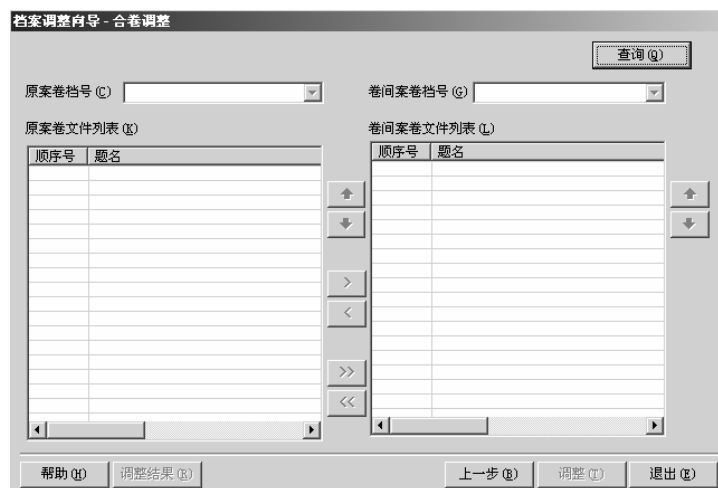 档案调整向导 - 合卷调整
查询(Q)
原案卷档号(C)
卷间案卷档号(G)
原案卷文件列表(K)
卷间案卷文件列表(L)
顺序号 题名
顺序号 题名
>
<
>>
<<
帮助(H) 调整结果(R) 上一步(B) 调整(T) 退出(E)